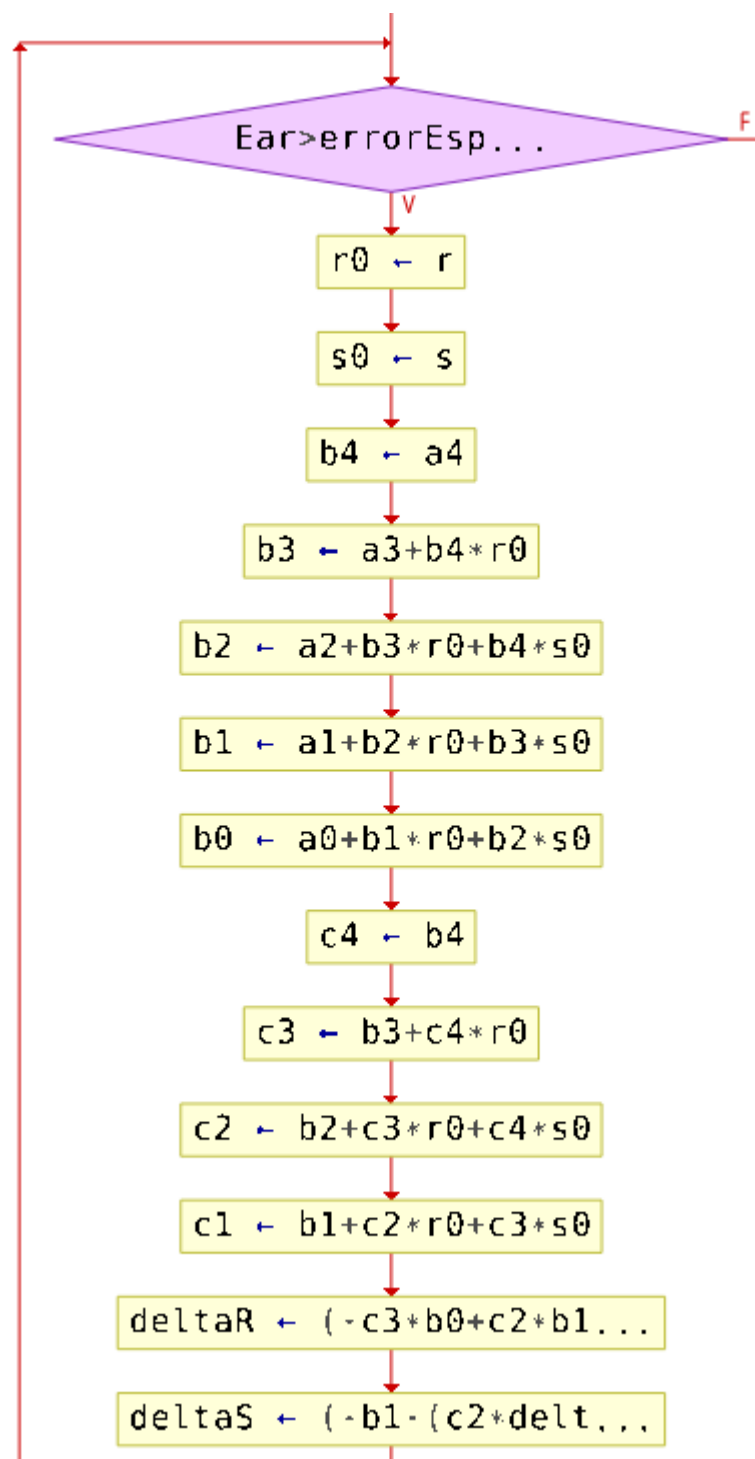 Ear>errorEsp...
F
V
r0 ← r
s0 ← s
b4 ← a4
b3 ← a3+b4*r0
b2 ← a2+b3*r0+b4*s0
b1 ← a1+b2*r0+b3*s0
b0 ← a0+b1*r0+b2*s0
c4 ← b4
c3 ← b3+c4*r0
c2 ← b2+c3*r0+c4*s0
c1 ← b1+c2*r0+c3*s0
deltaR ← (-c3*b0+c2*b1...
deltaS ← (-b1-(c2*delt...